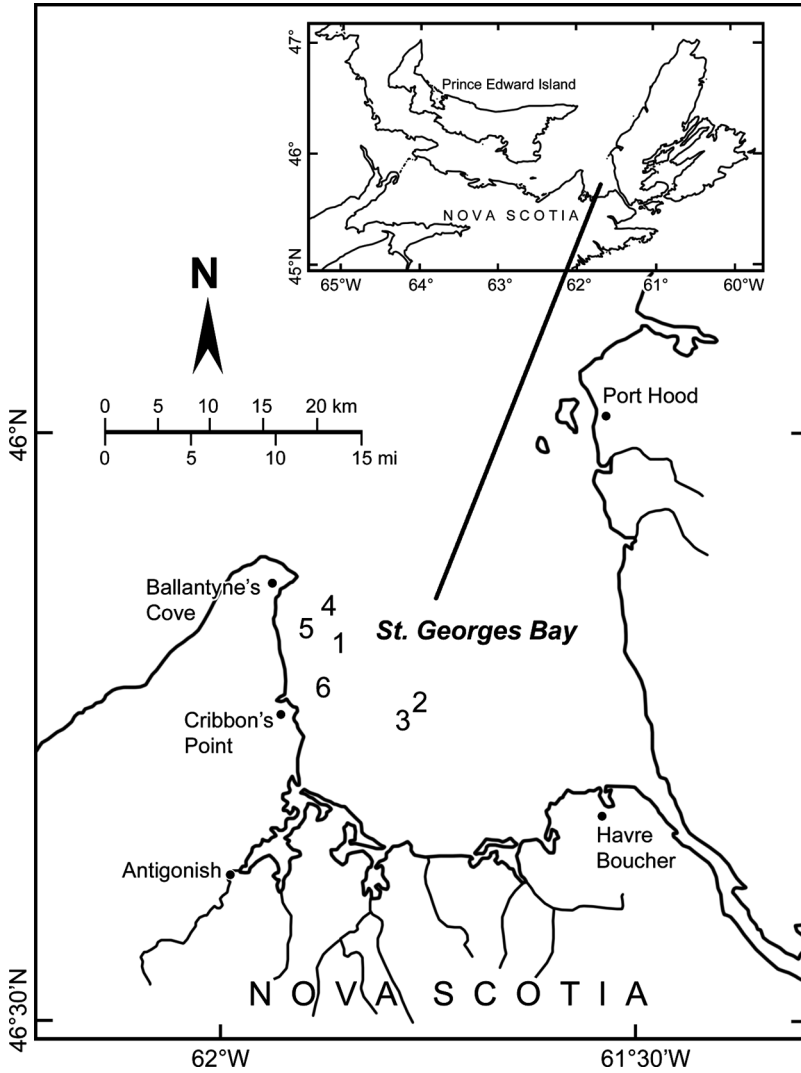 47°
46°
45°N
Prince Edward Island
NOVA SCOTIA
65°W
64°
63°
62°
61°
60°W
N
0 5 10 15 20 km
0 5 10 15 mi
46°N
Port Hood
Ballantyne's
Cove
4
5
1
St. Georges Bay
6
2
3
Cribbon's
Point
Havre
Boucher
Antigonish
NOVA SCOTIA
46°30'N
62°W
61°30'W